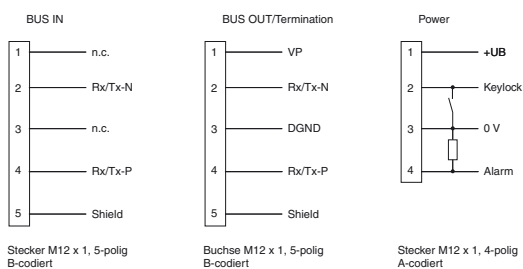 BUS IN
1 n.c.
2 Rx/Tx-N
3 n.c.
4 Rx/Tx-P
5 Shield
Stecker M12 x 1, 5-polig
B-codiert
BUS OUT/Termination
1 VP
2 Rx/Tx-N
3 DGND
4 Rx/Tx-P
5 Shield
Buchse M12 x 1, 5-polig
B-codiert
Power
1 +UB
2 Keylock
3 0 V
4 Alarm
Stecker M12 x 1, 4-polig
A-codiert